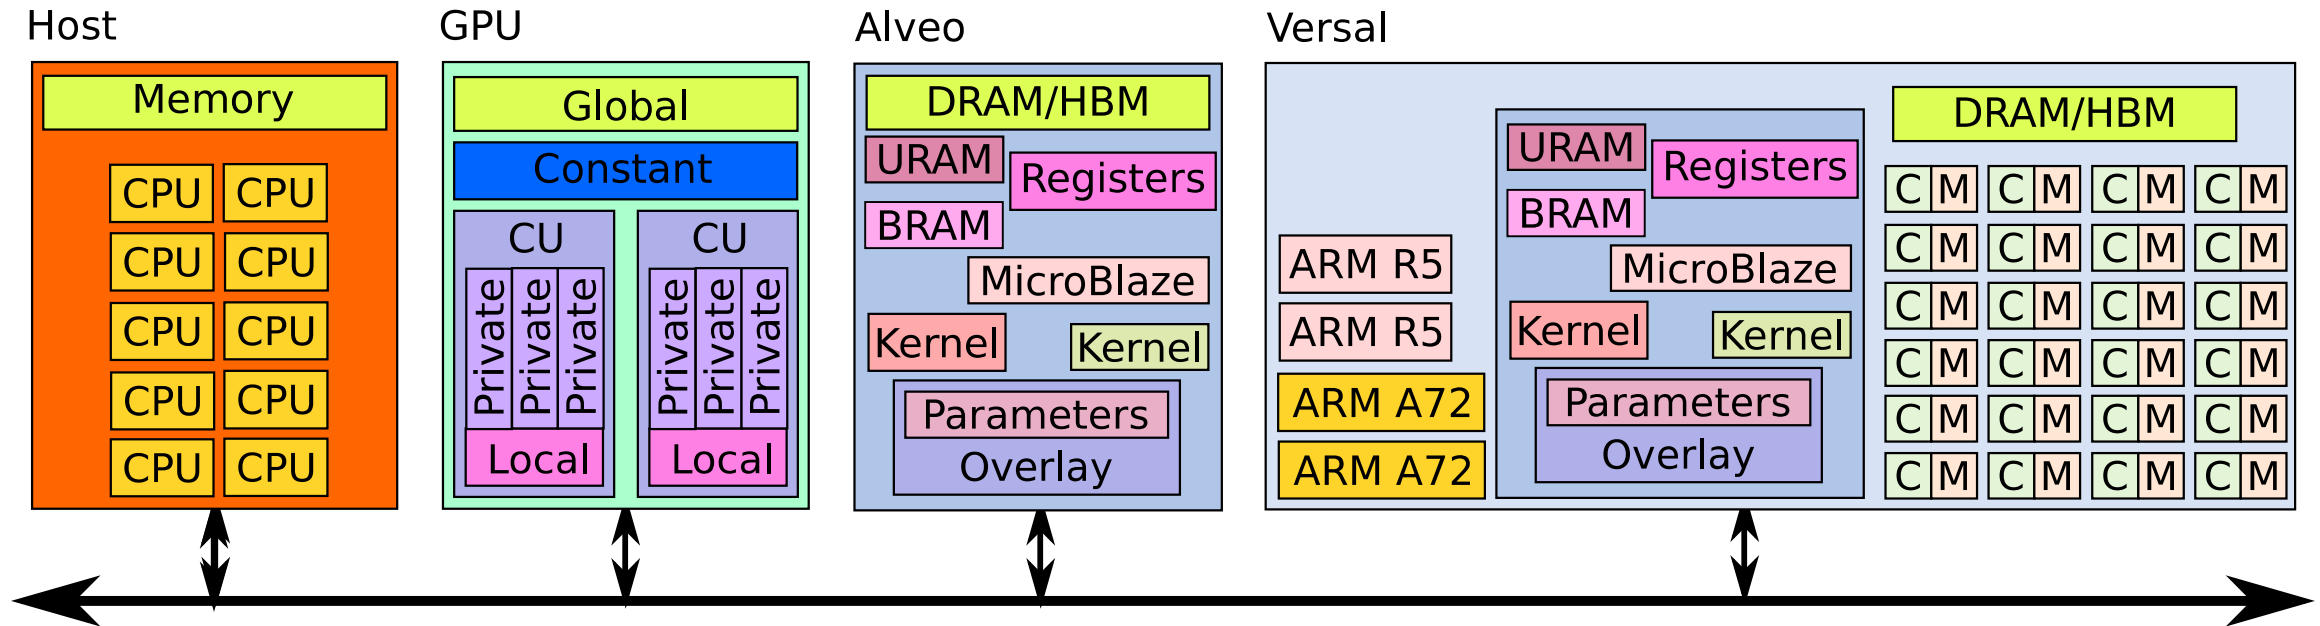 Host
Memory
CPU CPU
CPU CPU
CPU CPU
CPU CPU
CPU CPU
GPU
Global
Constant
CU
Private
Private
Private
Local
CU
Private
Private
Private
Local
Alveo
DRAM/HBM
URAM
Registers
BRAM
MicroBlaze
Kernel
Kernel
Parameters
Overlay
Versal
ARM R5
ARM R5
ARM A72
ARM A72
URAM
Registers
BRAM
MicroBlaze
Kernel
Kernel
Parameters
Overlay
DRAM/HBM
C M C M C M C M
C M C M C M C M
C M C M C M C M
C M C M C M C M
C M C M C M C M
C M C M C M C M